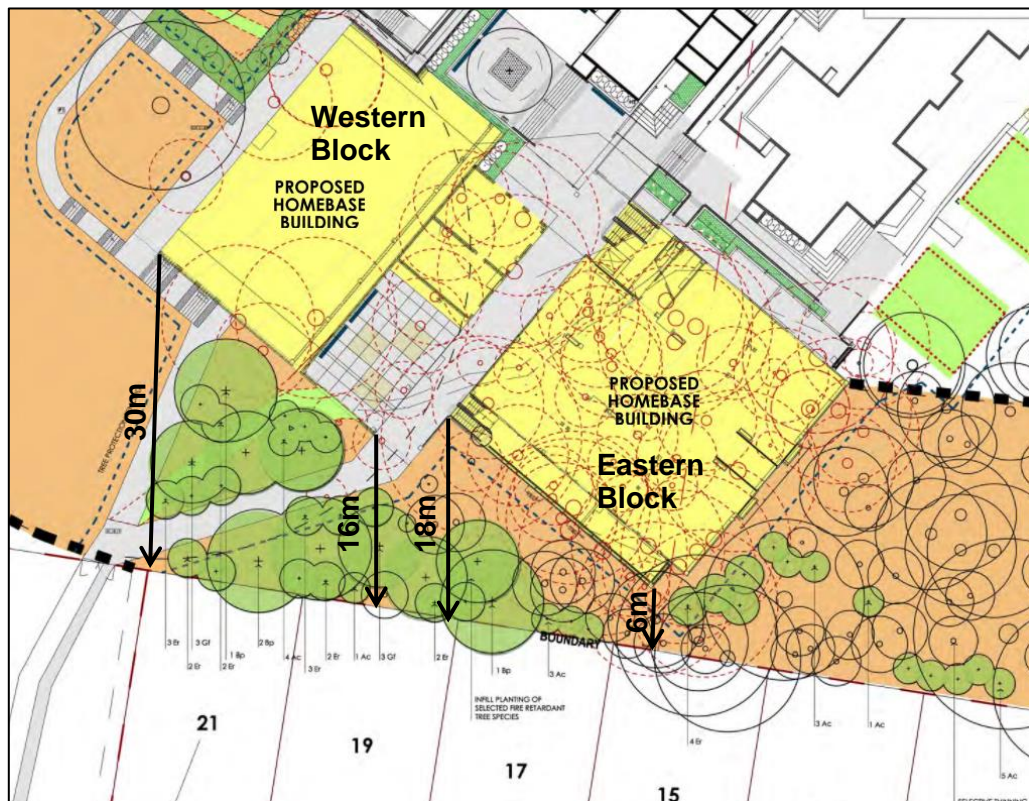 Western
Block
PROPOSED
HOMEBASE
BUILDING
PROPOSED
HOMEBASE
BUILDING
Eastern
Block
30m
16m
18m
6m
TREE PROTECTION
BOUNDARY
3 Er
3 Gf
2 Bp
4 Ac
2 Er
1 Ac
3 Gf
2 Er
1 Bp
2 Er
2 Er
3 Er
1 Bp
3 Ac
3 Ac
1 Ac
INFILL PLANTING OF
SELECTED FIRE RETARDANT
TREE SPECIES
4 Er
5 Ac
21
19
17
15